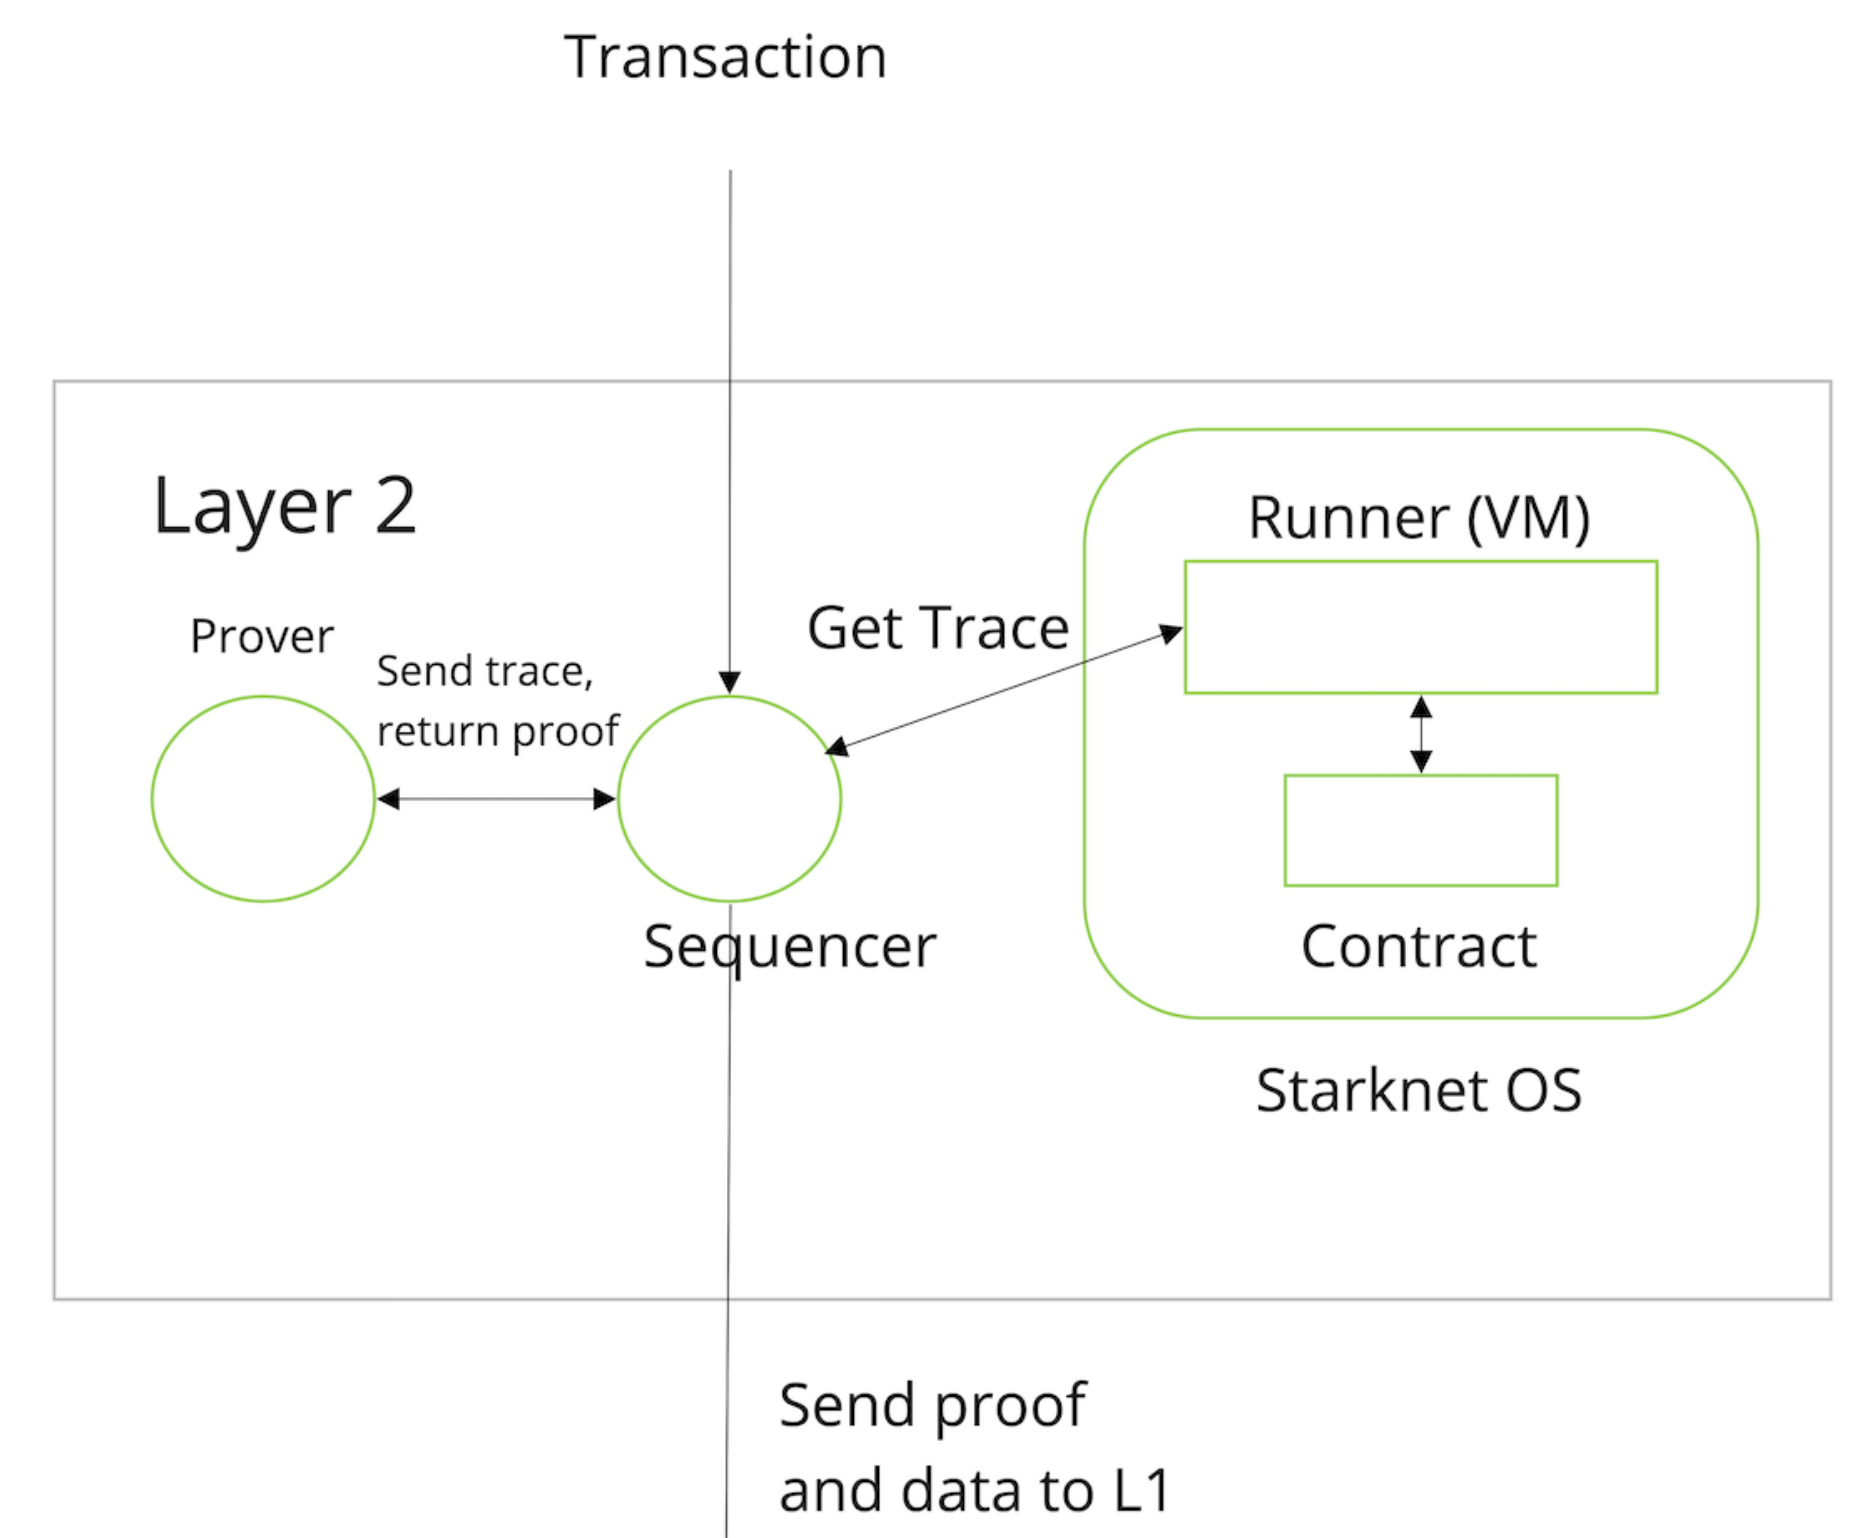 Transaction
Layer 2
Runner (VM)
Get Trace
Prover
Send trace,
return proof
Sequencer
Contract
Starknet OS
Send proof
and data to L1